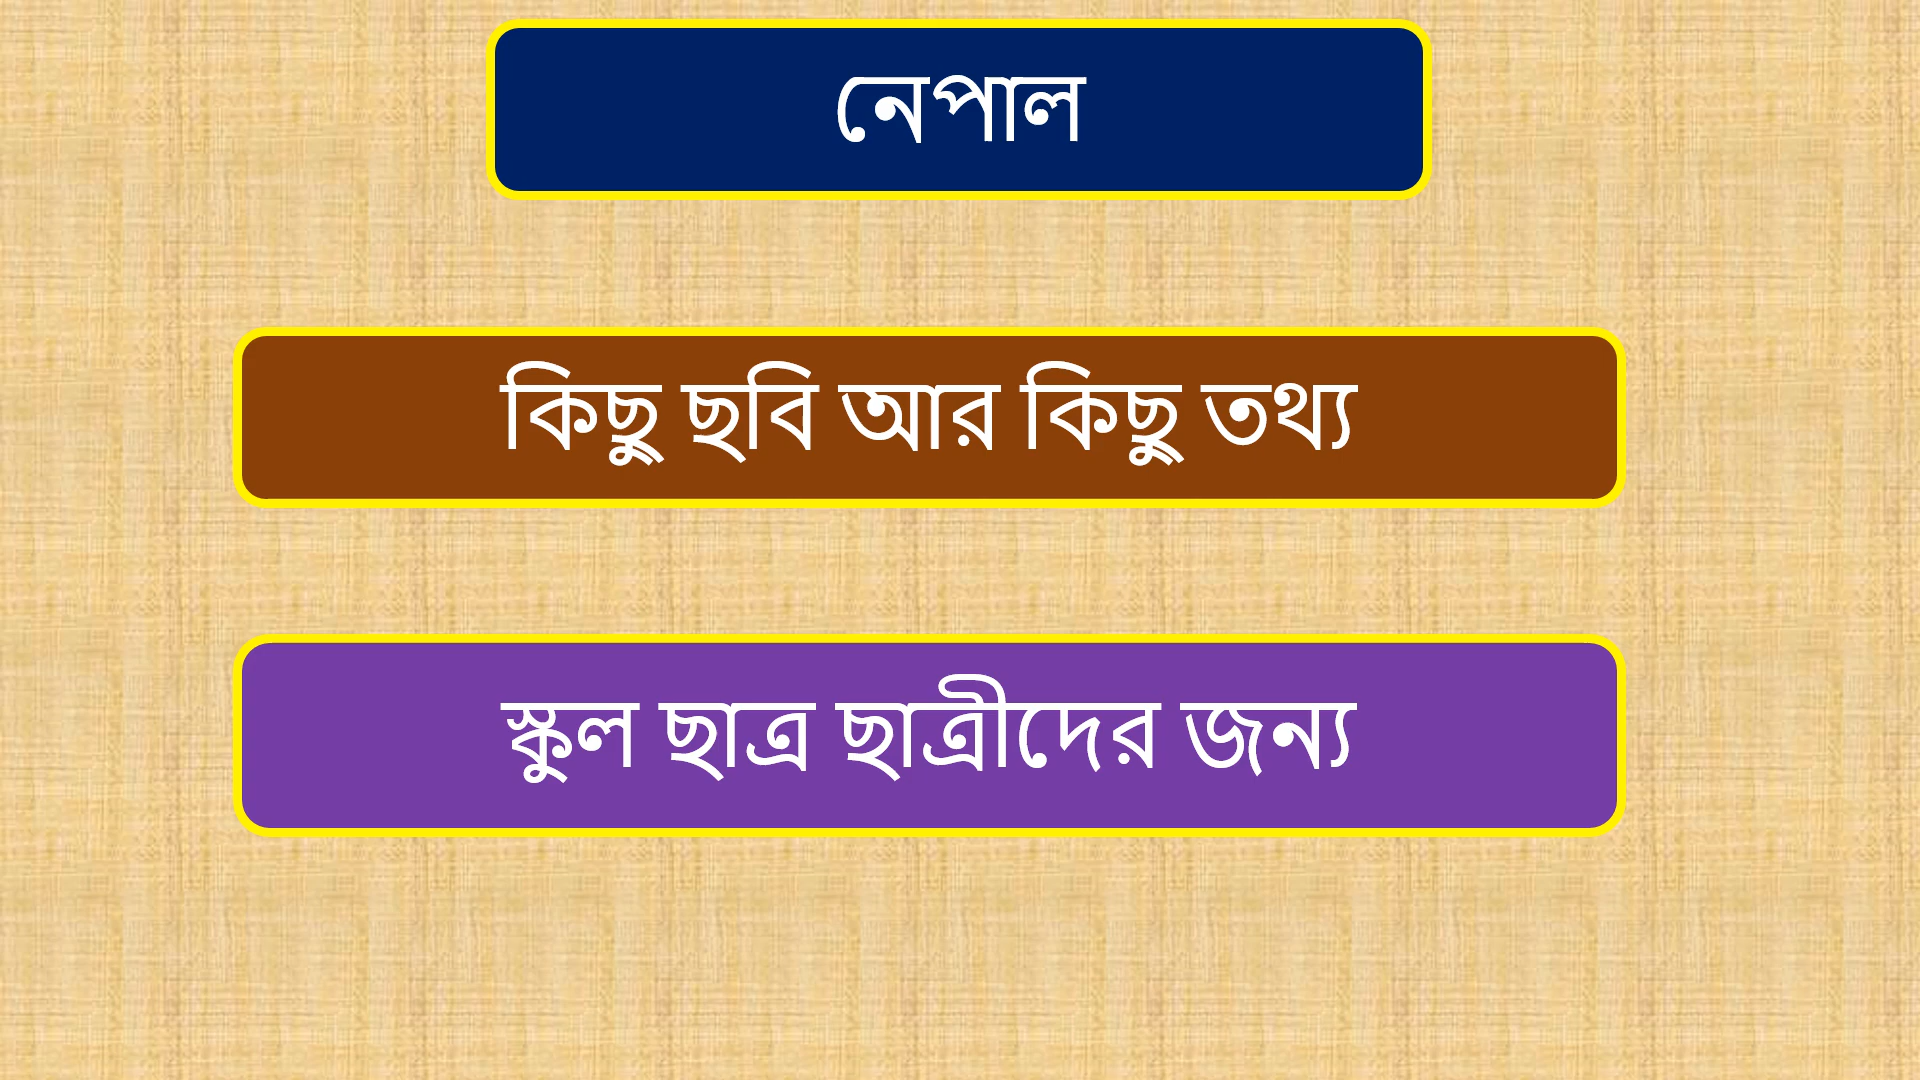 নেপাল
কিছু ছবি আর কিছু তথ্য
স্কুল ছাত্র ছাত্রীদের জন্য